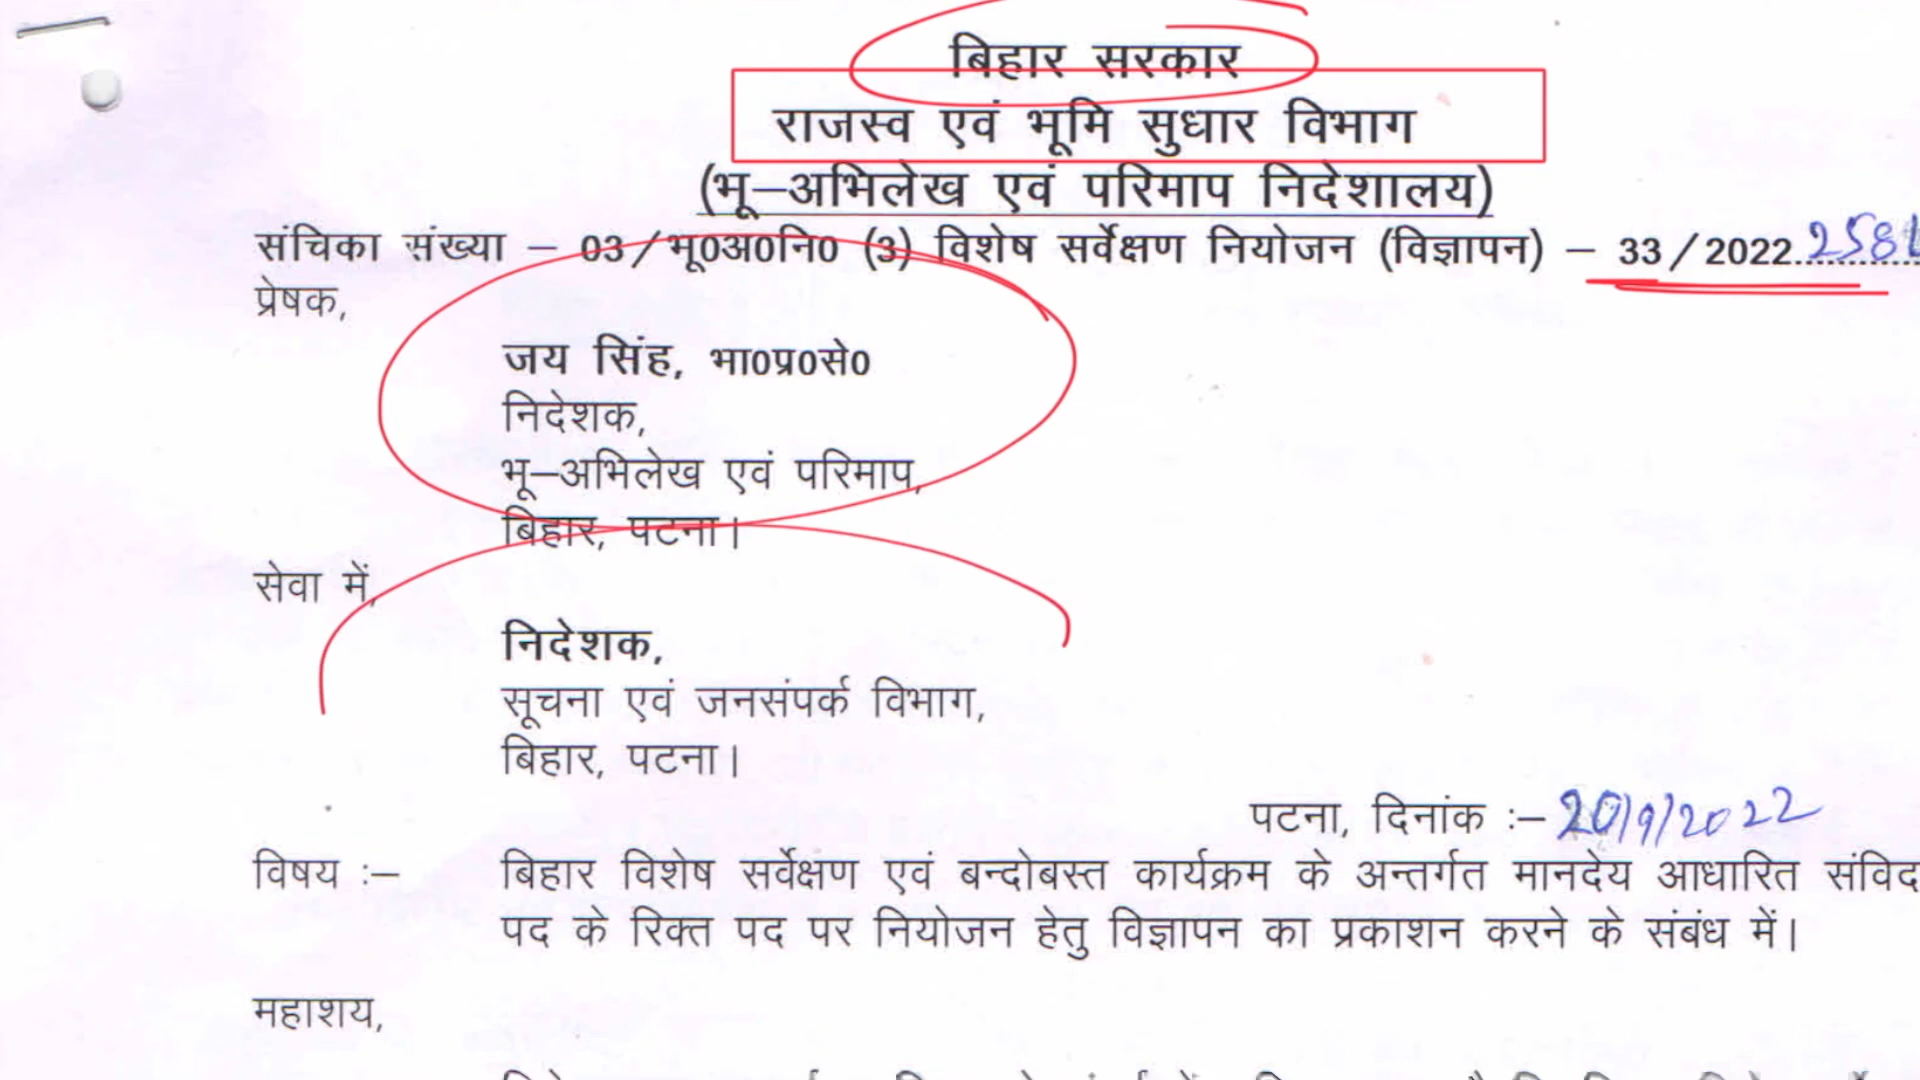 बिहार सरकार
राजस्व एवं भूमि सुधार विभाग
(भू–अभिलेख एवं परिमाप निदेशालय)
संचिका संख्या – 03/भू0अ0नि0 (3) विशेष सर्वेक्षण नियोजन (विज्ञापन) – 33/2022..258
प्रेषक,
जय सिंह, भा0प्र0से0
निदेशक,
भू–अभिलेख एवं परिमाप,
बिहार, पटना।
सेवा में,
निदेशक,
सूचना एवं जनसंपर्क विभाग,
बिहार, पटना।
पटना, दिनांक :– 20/9/2022
विषय :– बिहार विशेष सर्वेक्षण एवं बन्दोबस्त कार्यक्रम के अन्तर्गत मानदेय आधारित संविद
पद के रिक्त पद पर नियोजन हेतु विज्ञापन का प्रकाशन करने के संबंध में।
महाशय,